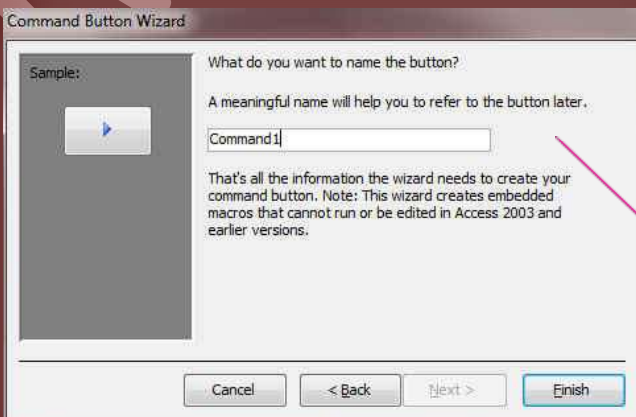 Command Button Wizard
Sample:
What do you want to name the button?
A meaningful name will help you to refer to the button later.
Command1
That's all the information the wizard needs to create your
command button. Note: This wizard creates embedded
macros that cannot run or be edited in Access 2003 and
earlier versions.
Cancel
< Back
Next >
Finish